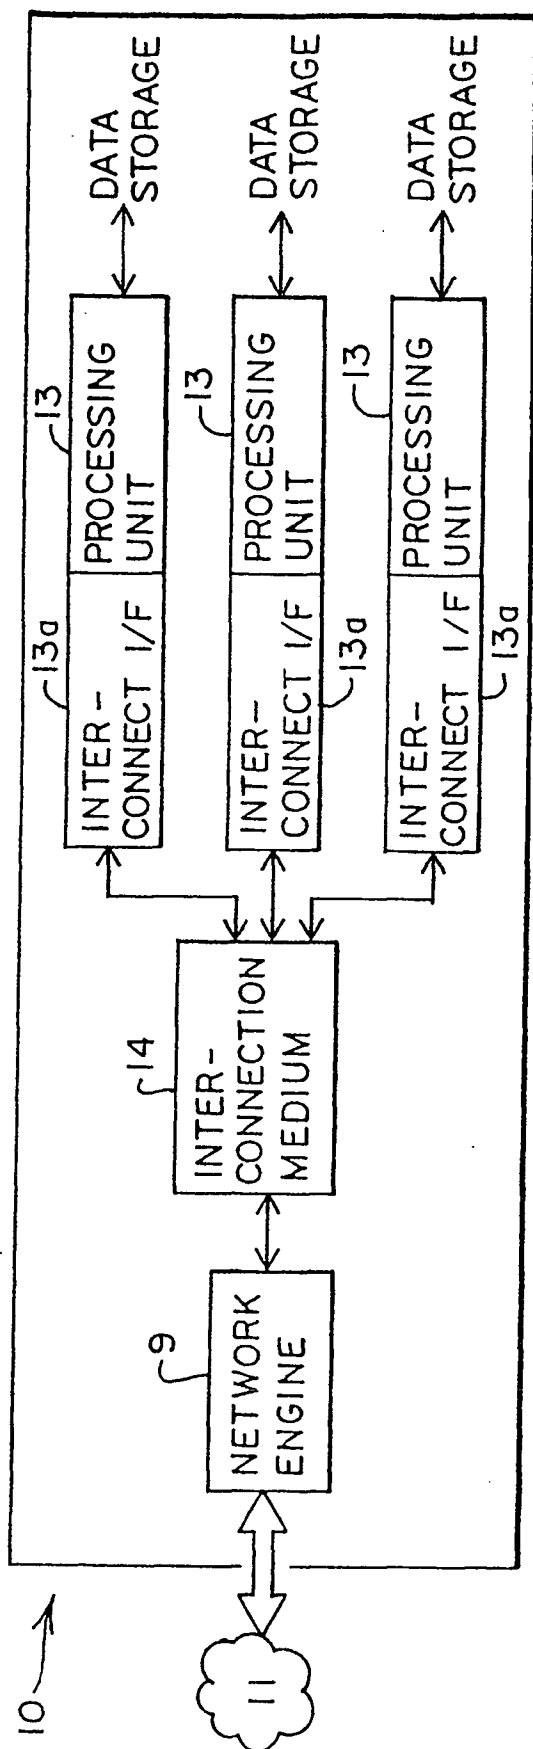 10
11
9
NETWORK
ENGINE
14
INTER-
CONNECTION
MEDIUM
13a
INTER-
CONNECT I/F
13
PROCESSING
UNIT
DATA
STORAGE
INTER-
CONNECT I/F
13a
13
PROCESSING
UNIT
DATA
STORAGE
INTER-
CONNECT I/F
13a
13
PROCESSING
UNIT
DATA
STORAGE